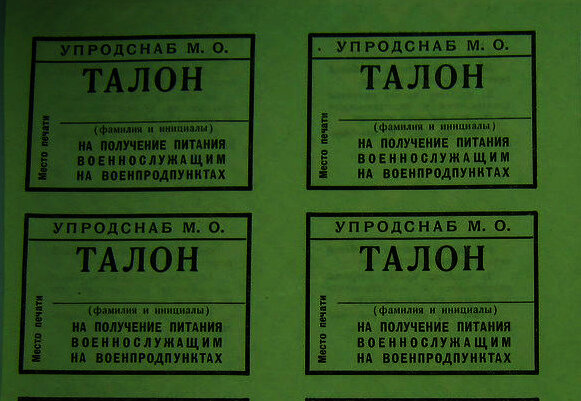 УПРОДСНАБ М. О.
ТАЛОН
(фамилия и инициалы)
Место печати
НА ПОЛУЧЕНИЕ ПИТАНИЯ
ВОЕННОСЛУЖАЩИМ
НА ВОЕНПРОДПУНКТАХ
УПРОДСНАБ М. О.
ТАЛОН
(фамилия и инициалы)
Место печати
НА ПОЛУЧЕНИЕ ПИТАНИЯ
ВОЕННОСЛУЖАЩИМ
НА ВОЕНПРОДПУНКТАХ
УПРОДСНАБ М. О.
ТАЛОН
(фамилия и инициалы)
Место печати
НА ПОЛУЧЕНИЕ ПИТАНИЯ
ВОЕННОСЛУЖАЩИМ
НА ВОЕНПРОДПУНКТАХ
УПРОДСНАБ М. О.
ТАЛОН
(фамилия и инициалы)
Место печати
НА ПОЛУЧЕНИЕ ПИТАНИЯ
ВОЕННОСЛУЖАЩИМ
НА ВОЕНПРОДПУНКТАХ